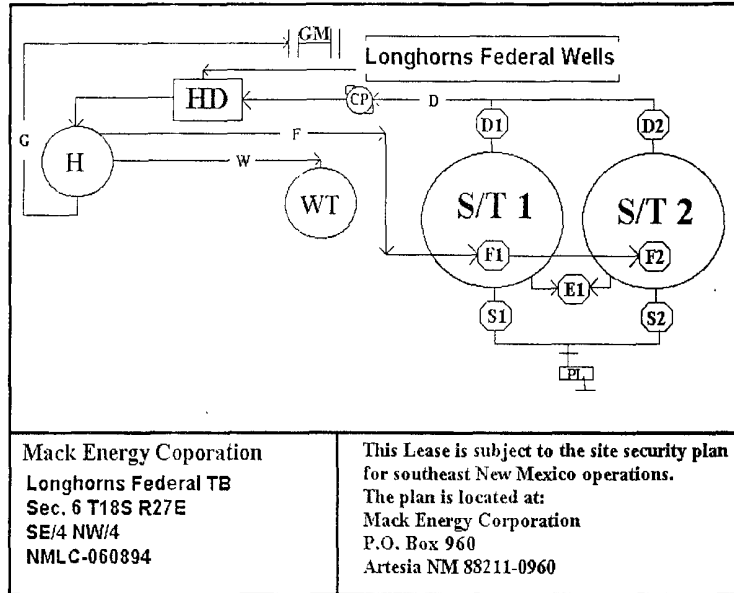 GM
Longhorns Federal Wells
HD
CP
D
G
D1
D2
F
H
W
WT
S/T 1
S/T 2
F1
F2
E1
S1
S2
PL
Mack Energy Coporation
Longhorns Federal TB
Sec. 6 T18S R27E
SE/4 NW/4
NMLC-060894
This Lease is subject to the site security plan
for southeast New Mexico operations.
The plan is located at:
Mack Energy Corporation
P.O. Box 960
Artesia NM 88211-0960